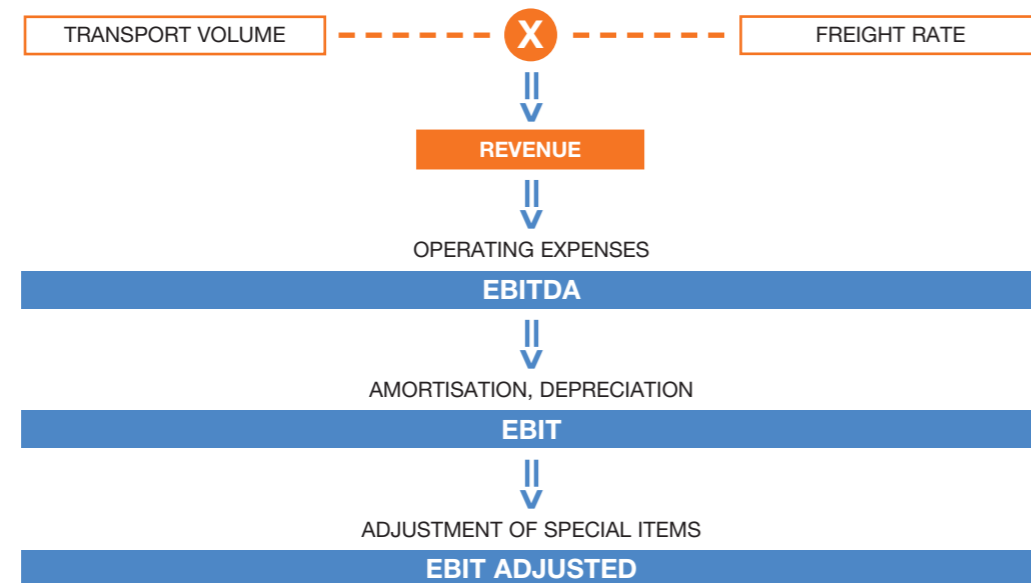 TRANSPORT VOLUME X FREIGHT RATE
REVENUE
OPERATING EXPENSES
EBITDA
AMORTISATION, DEPRECIATION
EBIT
ADJUSTMENT OF SPECIAL ITEMS
EBIT ADJUSTED